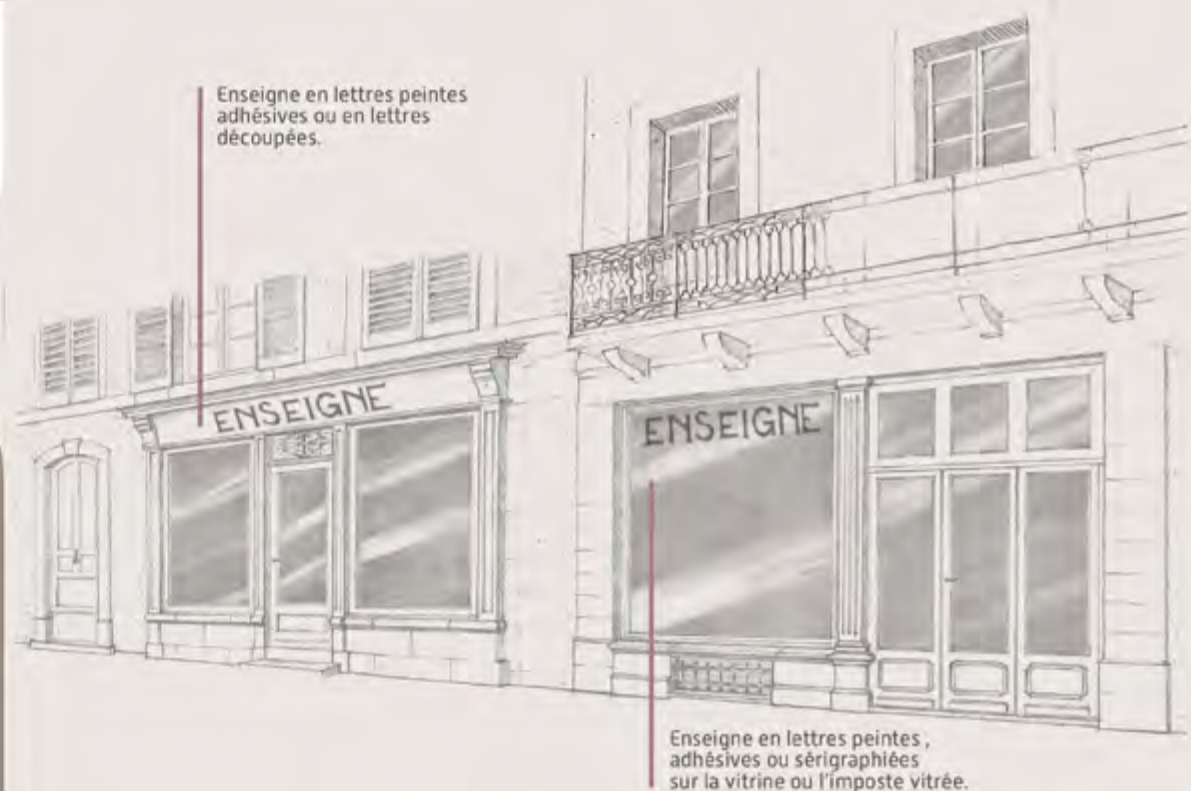 Enseigne en lettres peintes
adhésives ou en lettres
découpées.
ENSEIGNE
ENSEIGNE
Enseigne en lettres peintes,
adhésives ou sérigraphiées
sur la vitrine ou l'imposte vitrée.